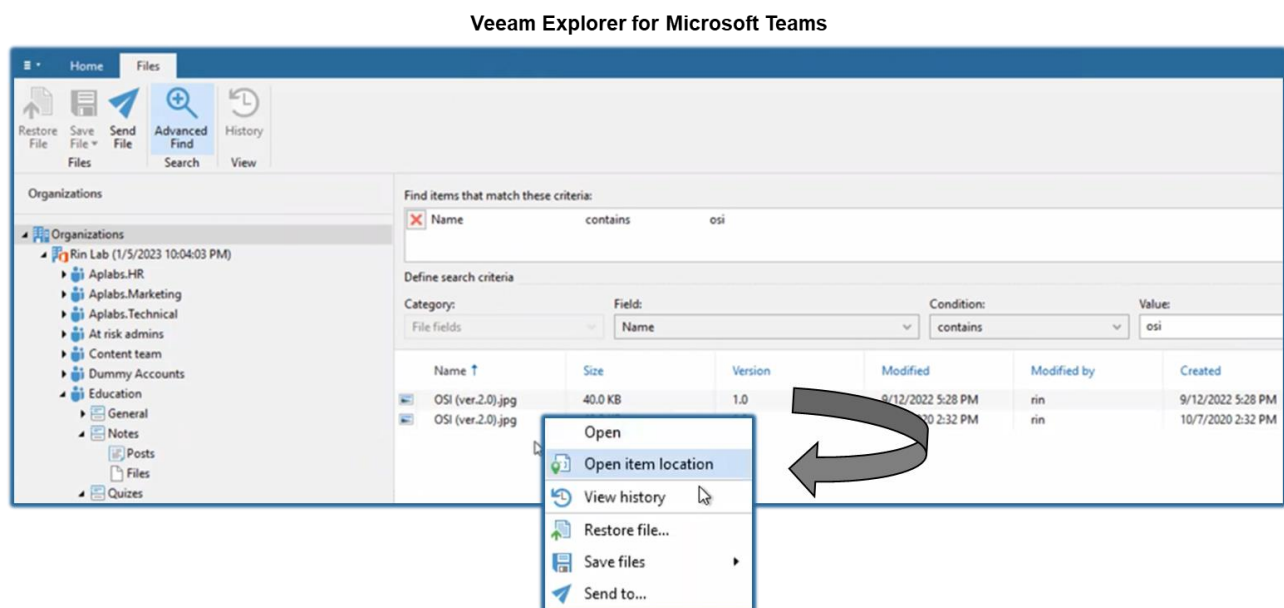 Veeam Explorer for Microsoft Teams
Home Files
Restore File Save File Send File Advanced Find History
Files Search View
Organizations
Organizations
Rin Lab (1/5/2023 10:04:03 PM)
Aplabs.HR
Aplabs.Marketing
Aplabs.Technical
At risk admins
Content team
Dummy Accounts
Education
General
Notes
Posts
Files
Quizes
Find items that match these criteria:
Name contains osi
Define search criteria
Category: Field: Condition: Value:
File fields Name contains osi
Name Size Version Modified Modified by Created
OSI (ver.2.0).jpg 40.0 KB 1.0 9/12/2022 5:28 PM rin 9/12/2022 5:28 PM
OSI (ver.2.0).jpg 2:32 PM rin 10/7/2020 2:32 PM
Open
Open item location
View history
Restore file...
Save files
Send to...